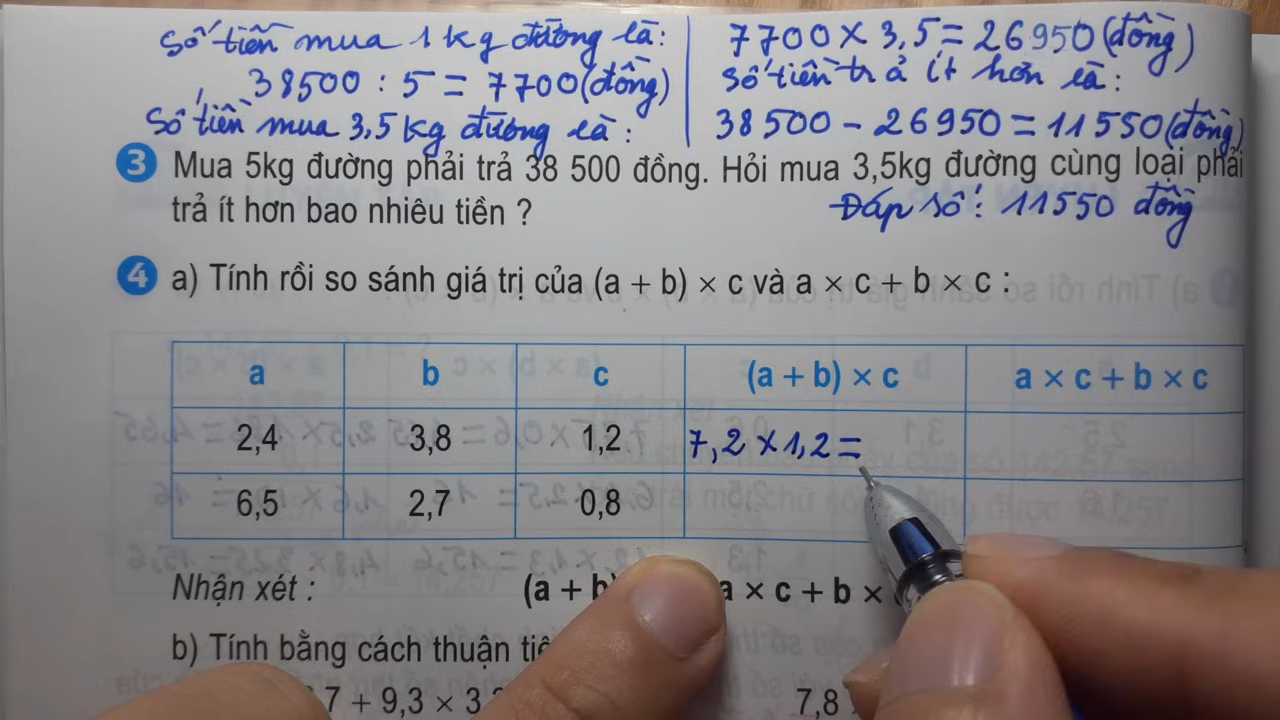 Số tiền mua 1 kg đường là:
38500 : 5 = 7700 (đồng)
Số tiền mua 3,5 kg đường là:
7700 × 3,5 = 26950 (đồng)
Số tiền trả ít hơn là:
38500 - 26950 = 11550 (đồng)
3 Mua 5kg đường phải trả 38 500 đồng. Hỏi mua 3,5kg đường cùng loại phải
trả ít hơn bao nhiêu tiền ?
Đáp số: 11550 đồng
4 a) Tính rồi so sánh giá trị của (a + b) × c và a × c + b × c :
a b c (a + b) × c a × c + b × c
2,4 3,8 1,2 7,2 × 1,2 =
6,5 2,7 0,8
Nhận xét : (a + b) a × c + b ×
b) Tính bằng cách thuận
7 + 9,3 × 3 7,8